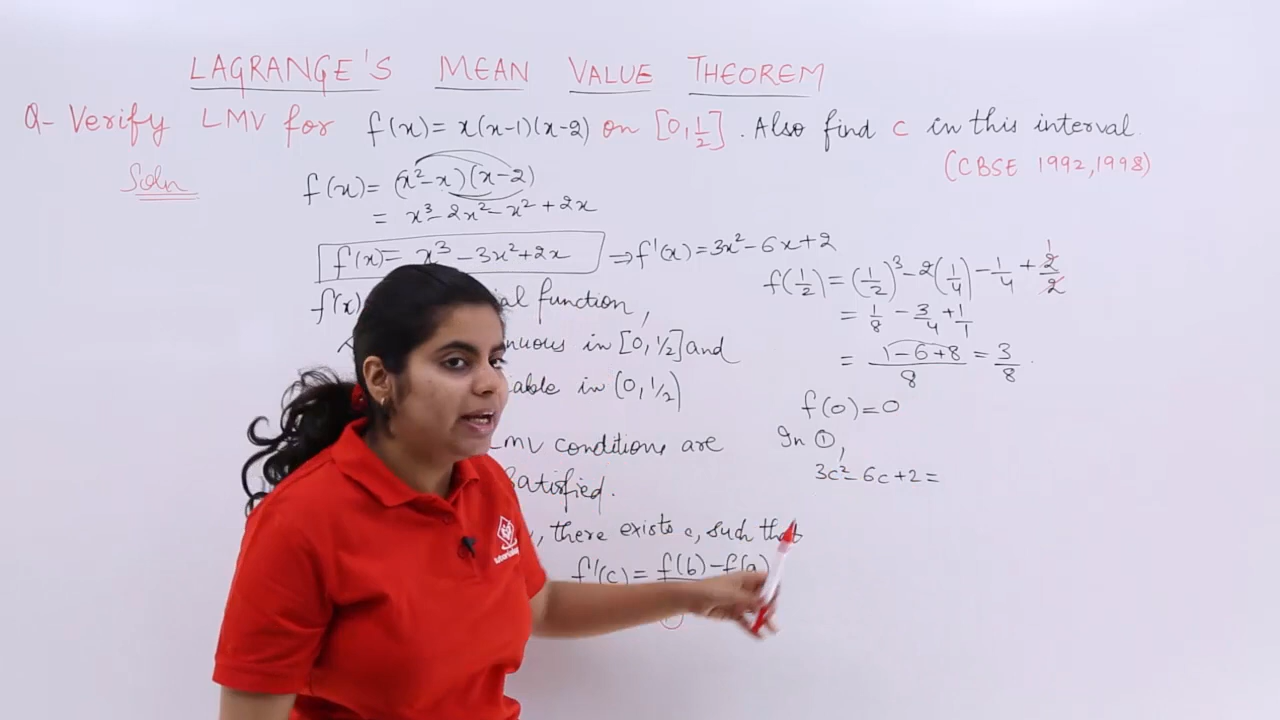 LAGRANGE'S MEAN VALUE THEOREM
Q- Verify LMV for f(x) = x(x-1)(x-2) on [0, 1/2]. Also find c in this interval.
(CBSE 1992, 1998)
Soln
f(x) = (x²-x)(x-2)
= x³-2x²-x²+2x
f'(x) = x³-3x²+2x ⇒ f'(x) = 3x²-6x+2
f'(x)
function,
in [0, 1/2] and
in (0, 1/2)
LMV conditions are
Satisfied.
, there exists c, such that
f'(c) = f(b)-f(a)
f(1/2) = (1/2)³ - 2(1/4) - 1/4 + 2/2
1
= 1/8 - 3/4 + 1/1
= (1-6+8)/8 = 3/8.
f(0) = 0
In ①,
3c²-6c+2 =
tutorialspoint